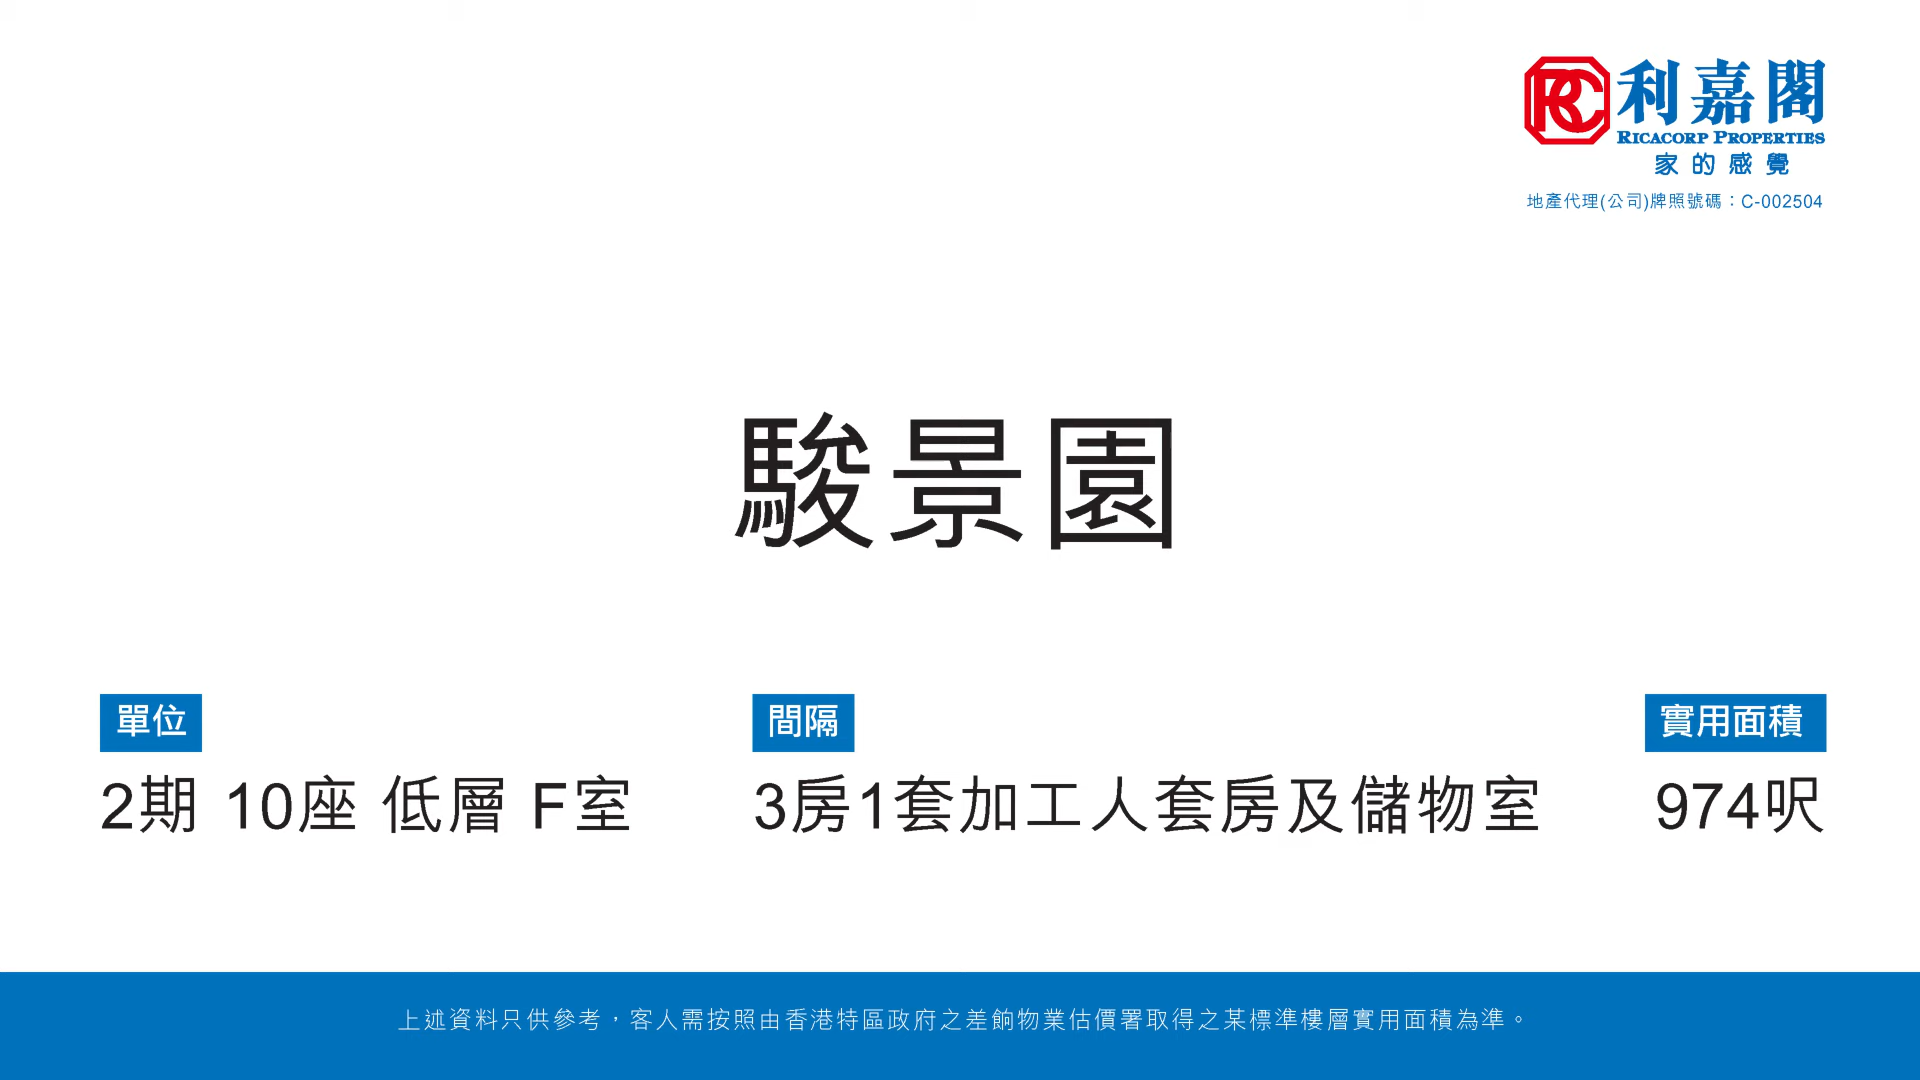 RC 利嘉閣
RICACORP PROPERTIES
家的感覺
地產代理(公司)牌照號碼：C-002504
駿景園
單位
2期 10座 低層 F室
間隔
3房1套加工人套房及儲物室
實用面積
974呎
上述資料只供參考，客人需按照由香港特區政府之差餉物業估價署取得之某標準樓層實用面積為準。